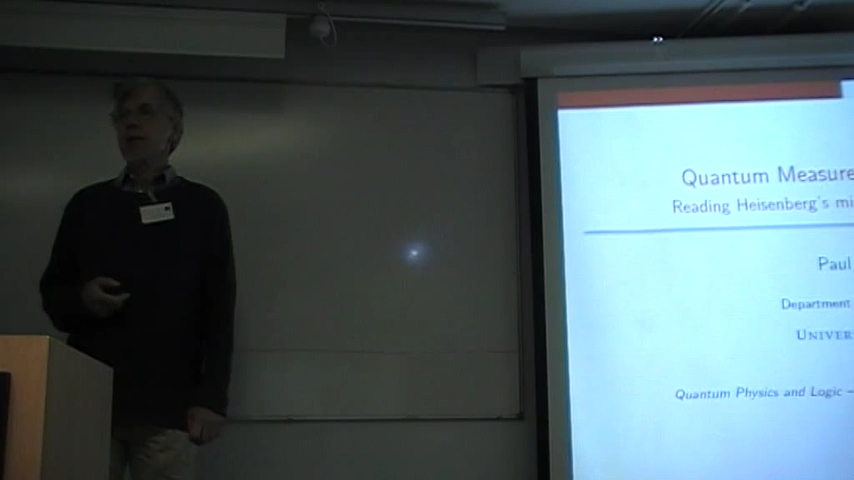 Quantum Measure
Reading Heisenberg's mi
Paul
Department
UNIVER
Quantum Physics and Logic –